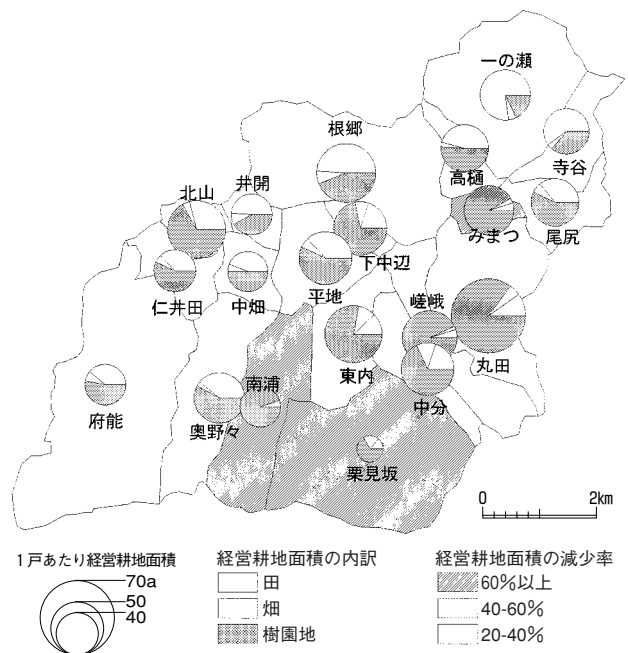 一の瀬
根郷
寺谷
高樋
北山
井開
みまつ
尾尻
下中辺
仁井田
中畑
平地
嵯峨
丸田
東内
南浦
中分
府能
奥野々
栗見坂
0 2km
1戸あたり経営耕地面積
70a
50
40
経営耕地面積の内訳
田
畑
樹園地
経営耕地面積の減少率
60%以上
40-60%
20-40%